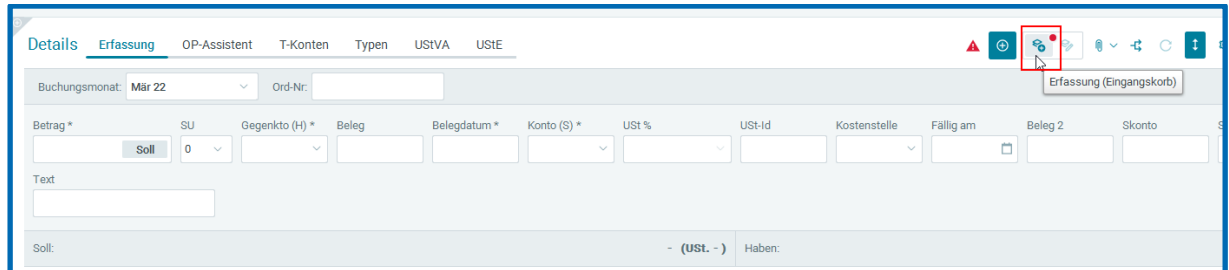 Details Erfassung OP-Assistent T-Konten Typen UStVA UStE
Erfassung (Eingangskorb)
Buchungsmonat: Mär 22 Ord-Nr:
Betrag * SU Gegenkto (H) * Beleg Belegdatum * Konto (S) * USt % USt-Id Kostenstelle Fällig am Beleg 2 Skonto
Soll 0
Text
Soll: - (USt. - ) Haben: